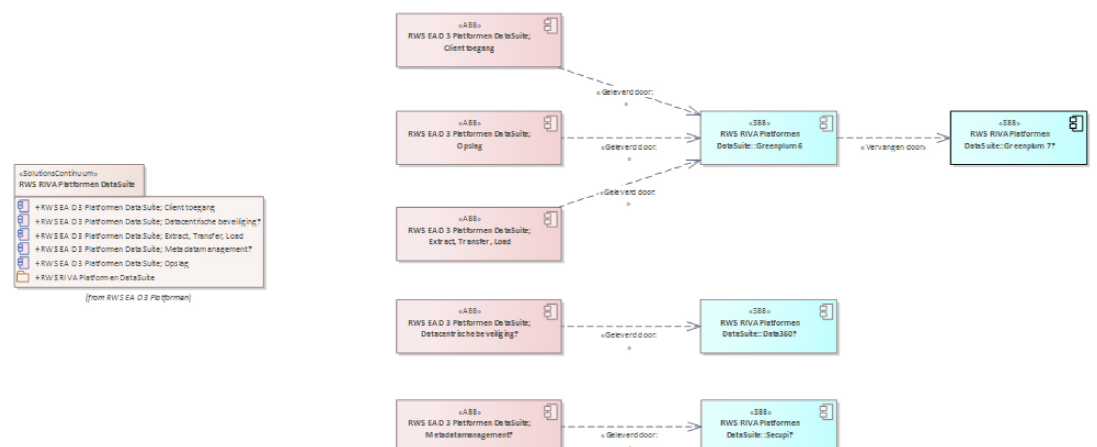 «SolutionsContinuum»
RWS RIVA Platformen DataSuite
+RWS EA D3 Platformen DataSuite; Client toegang
+RWS EA D3 Platformen DataSuite; Datacentrische beveiliging?
+RWS EA D3 Platformen DataSuite; Extract, Transfer, Load
+RWS EA D3 Platformen DataSuite; Metadatamanagement?
+RWS EA D3 Platformen DataSuite; Opslag
+RWS RIVA Platformen DataSuite
(from RWS EA D3 Platformen)
«ABB»
RWS EA D 3 Platformen DataSuite;
Client toegang
«Geleverd door:
»
«ABB»
RWS EA D 3 Platformen DataSuite;
Opslag
«Geleverd door:
»
«SBB»
RWS RIVA Platformen
DataSuite::Greenplum 6
« Vervangen door»
«SBB»
RWS RIVA Platformen
DataSuite::Greenplum 7?
«ABB»
RWS EA D 3 Platformen DataSuite;
Extract, Transfer, Load
«Geleverd door:
»
«ABB»
RWS EA D 3 Platformen DataSuite;
Datacentrische beveiliging?
«Geleverd door:
»
«SBB»
RWS RIVA Platformen
DataSuite::Data360?
«ABB»
RWS EA D 3 Platformen DataSuite;
Metadatamanagement?
«Geleverd door:
«SBB»
RWS RIVA Platformen
DataSuite::Secupi?